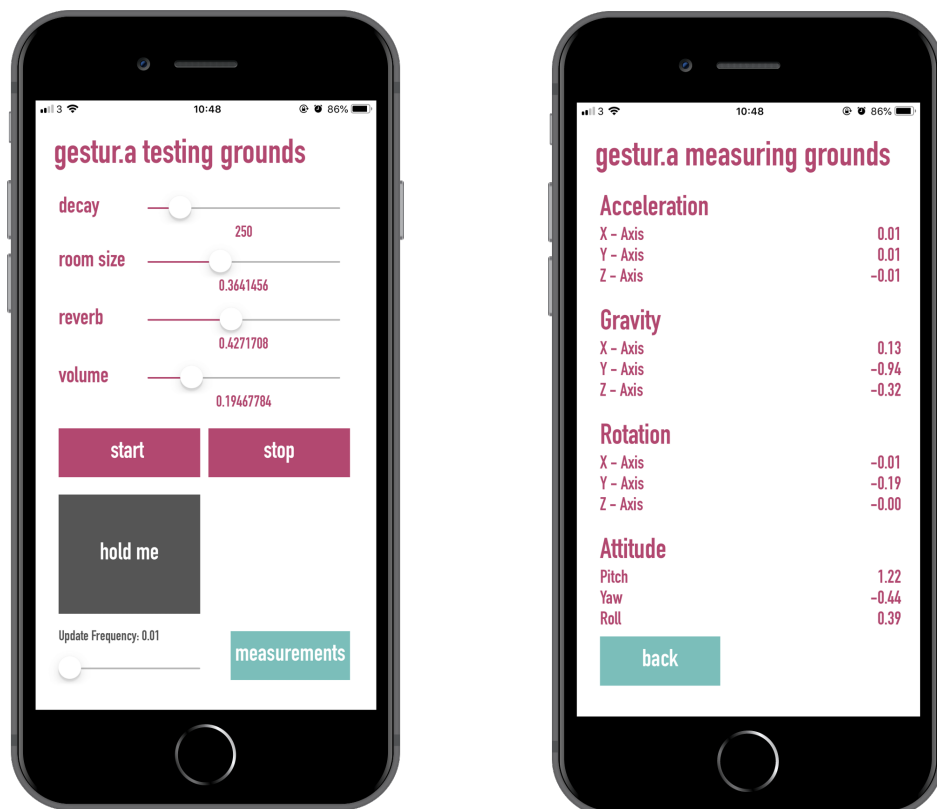 3 10:48 86%
gestur.a testing grounds
decay
250
room size
0.3641456
reverb
0.4271708
volume
0.19467784
start stop
hold me
Update Frequency: 0.01
measurements
3 10:48 86%
gestur.a measuring grounds
Acceleration
X – Axis 0.01
Y – Axis 0.01
Z – Axis -0.01
Gravity
X – Axis 0.13
Y – Axis -0.94
Z – Axis -0.32
Rotation
X – Axis -0.01
Y – Axis -0.19
Z – Axis -0.00
Attitude
Pitch 1.22
Yaw -0.44
Roll 0.39
back